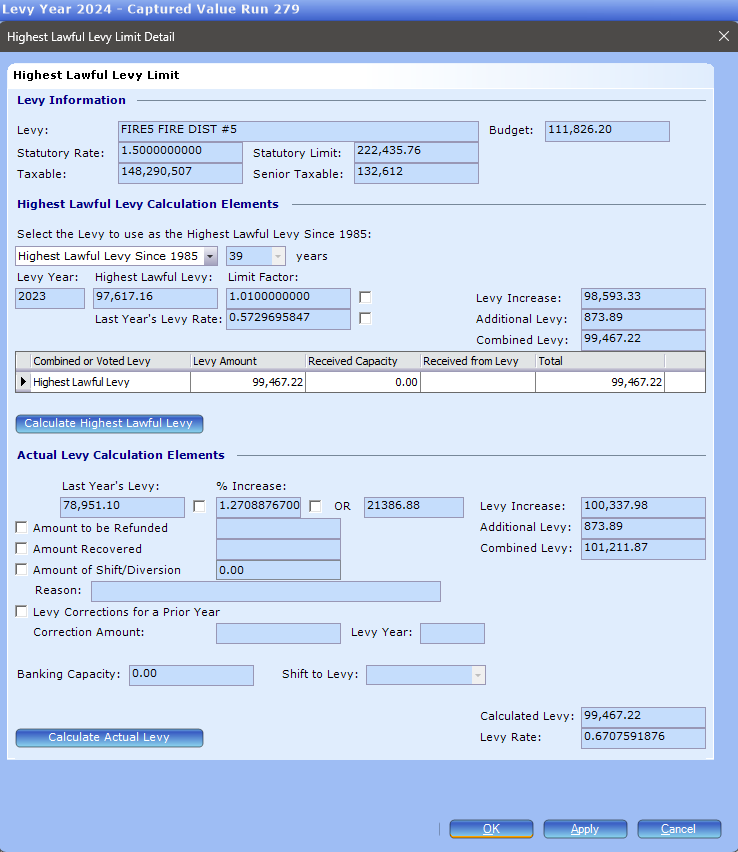 Levy Year 2024 - Captured Value Run 279
Highest Lawful Levy Limit Detail
Highest Lawful Levy Limit
Levy Information
Levy: FIRE5 FIRE DIST #5 Budget: 111,826.20
Statutory Rate: 1.5000000000 Statutory Limit: 222,435.76
Taxable: 148,290,507 Senior Taxable: 132,612
Highest Lawful Levy Calculation Elements
Select the Levy to use as the Highest Lawful Levy Since 1985:
Highest Lawful Levy Since 1985 39 years
Levy Year: Highest Lawful Levy: Limit Factor:
2023 97,617.16 1.0100000000 Levy Increase: 98,593.33
Last Year's Levy Rate: 0.5729695847 Additional Levy: 873.89
Combined Levy: 99,467.22
Combined or Voted Levy Levy Amount Received Capacity Received from Levy Total
Highest Lawful Levy 99,467.22 0.00 99,467.22
Calculate Highest Lawful Levy
Actual Levy Calculation Elements
Last Year's Levy: % Increase:
78,951.10 1.2708876700 OR 21386.88 Levy Increase: 100,337.98
Amount to be Refunded Additional Levy: 873.89
Amount Recovered Combined Levy: 101,211.87
Amount of Shift/Diversion 0.00
Reason:
Levy Corrections for a Prior Year
Correction Amount: Levy Year:
Banking Capacity: 0.00 Shift to Levy:
Calculated Levy: 99,467.22
Calculate Actual Levy Levy Rate: 0.6707591876
OK Apply Cancel